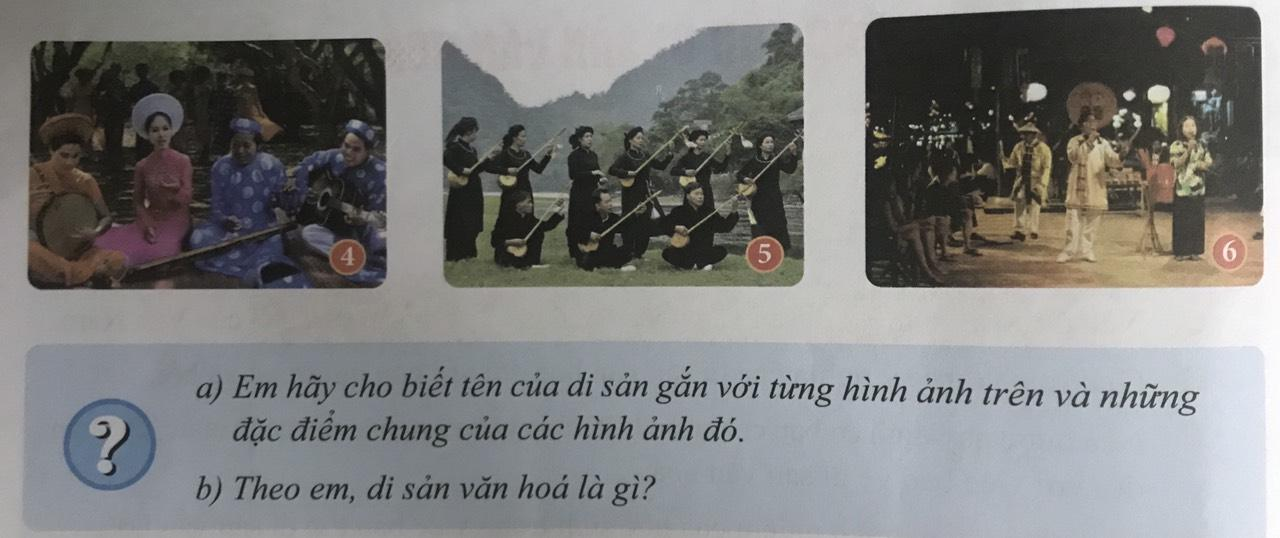 4
5
6
?
a) Em hãy cho biết tên của di sản gắn với từng hình ảnh trên và những
đặc điểm chung của các hình ảnh đó.
b) Theo em, di sản văn hoá là gì?